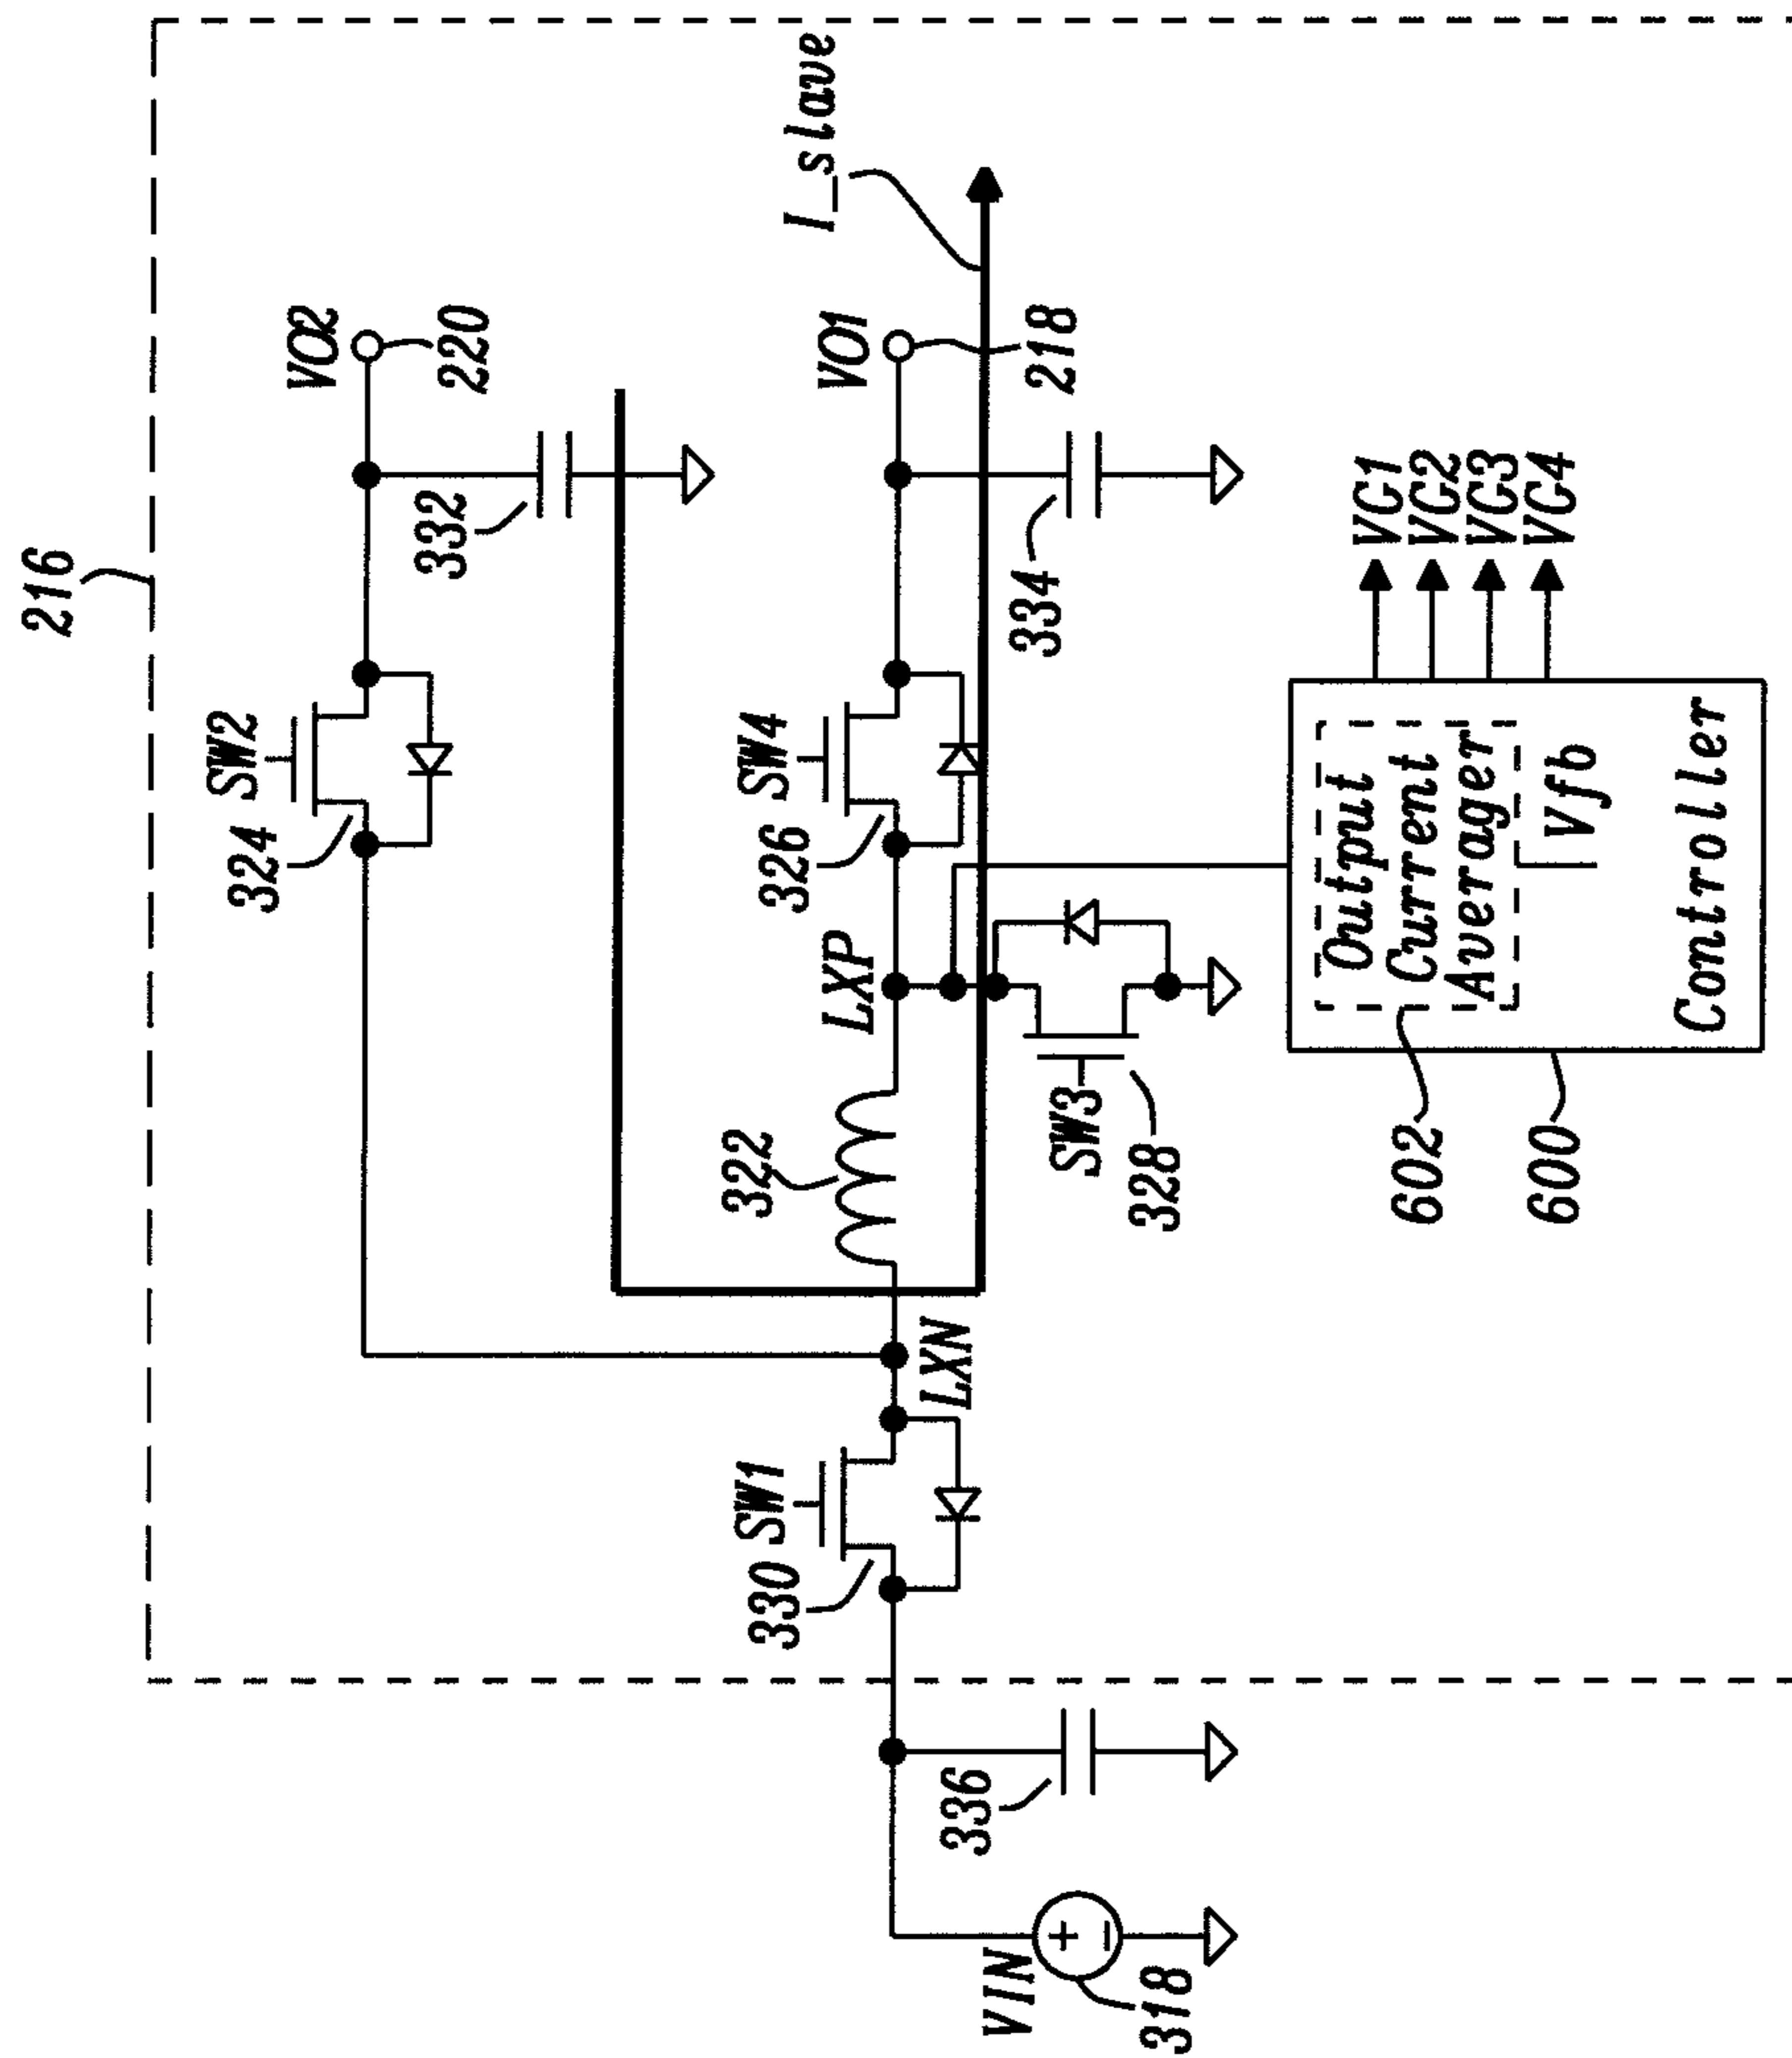 216
VO2
220
SW2
324
332
I_slave
VO1
218
SW4
326
334
LXP
322
LXN
SW1
330
SW3
328
VIN
318
336
VC1
VC2
VC3
VC4
Output
Current
Averager
Vfb
Controller
602
600